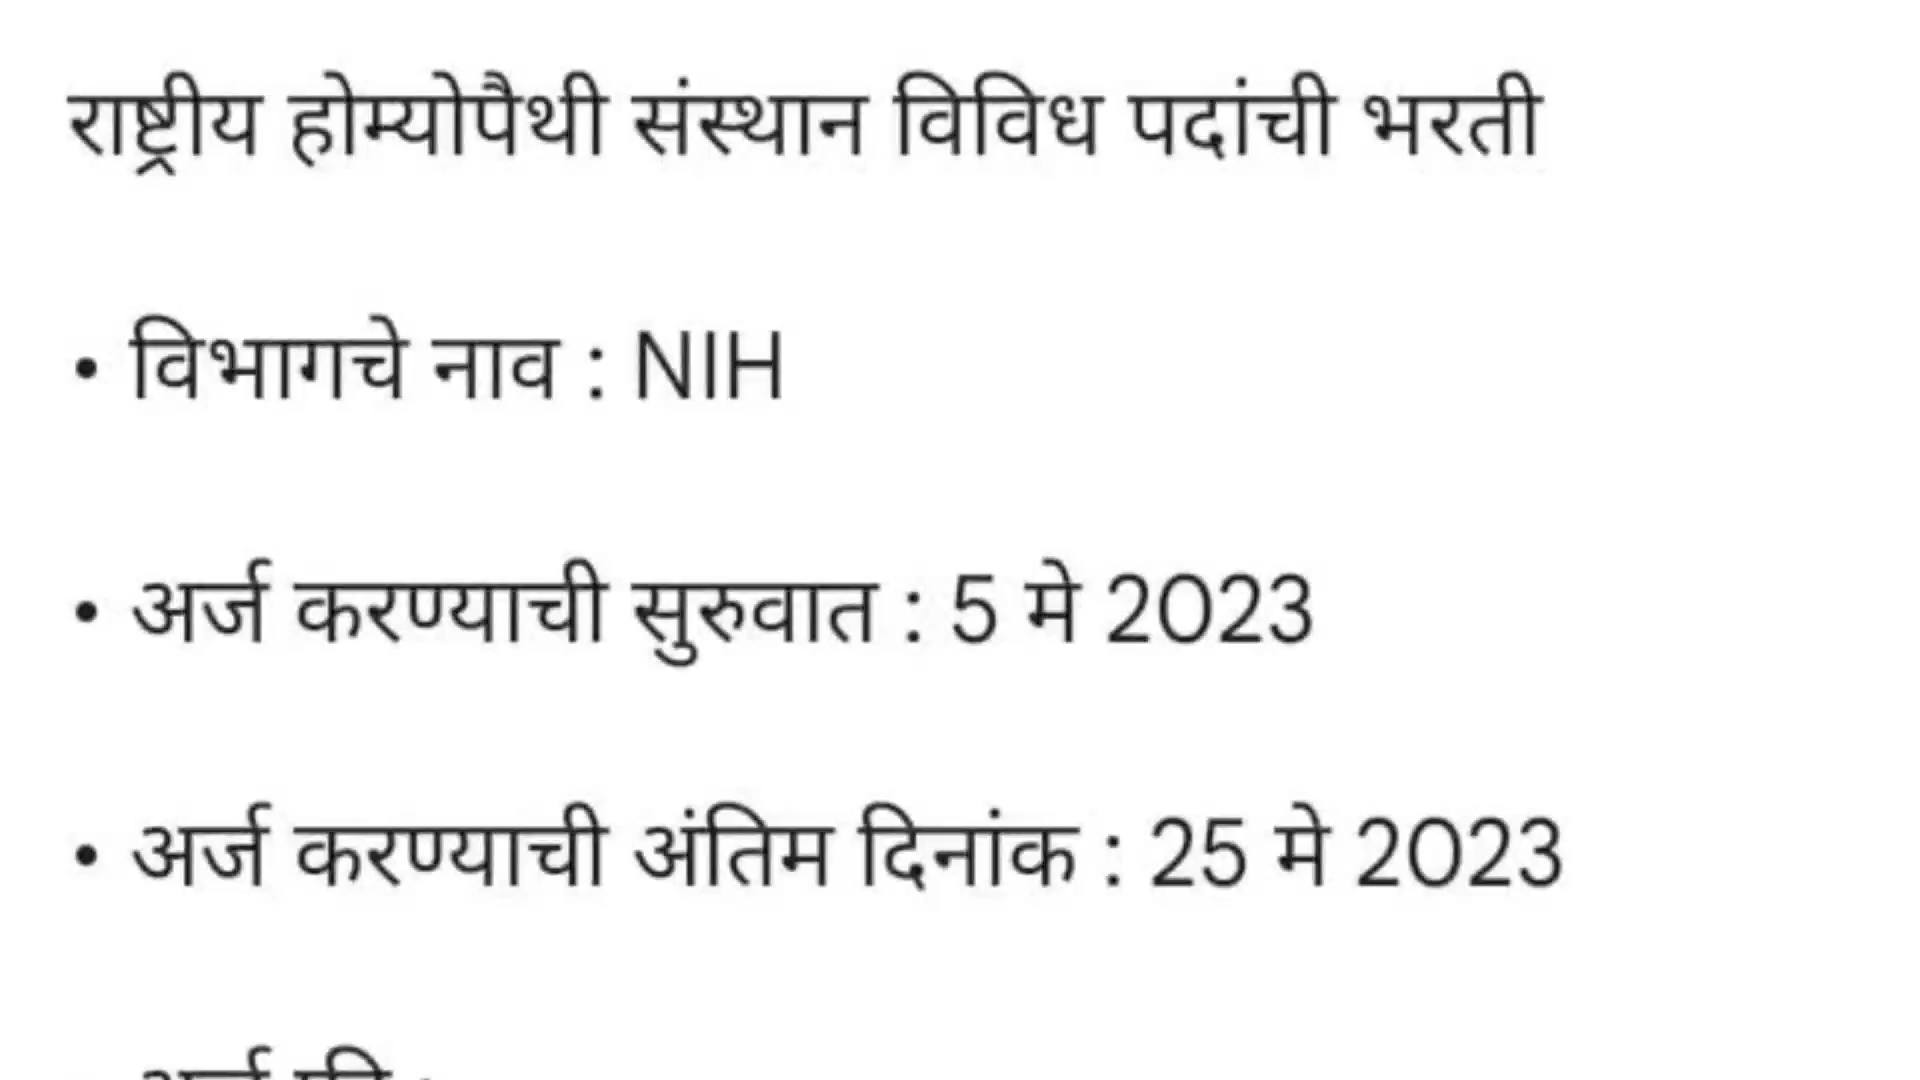 राष्ट्रीय होम्योपैथी संस्थान विविध पदांची भरती
• विभागचे नाव : NIH
• अर्ज करण्याची सुरुवात : 5 मे 2023
• अर्ज करण्याची अंतिम दिनांक : 25 मे 2023